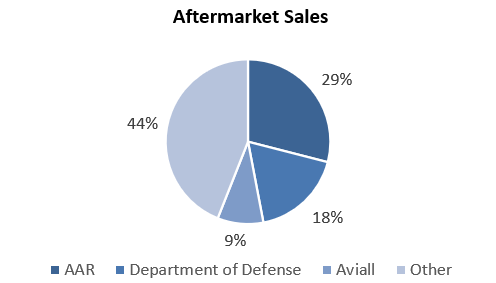 Aftermarket Sales
29%
44%
18%
9%
AAR Department of Defense Aviall Other